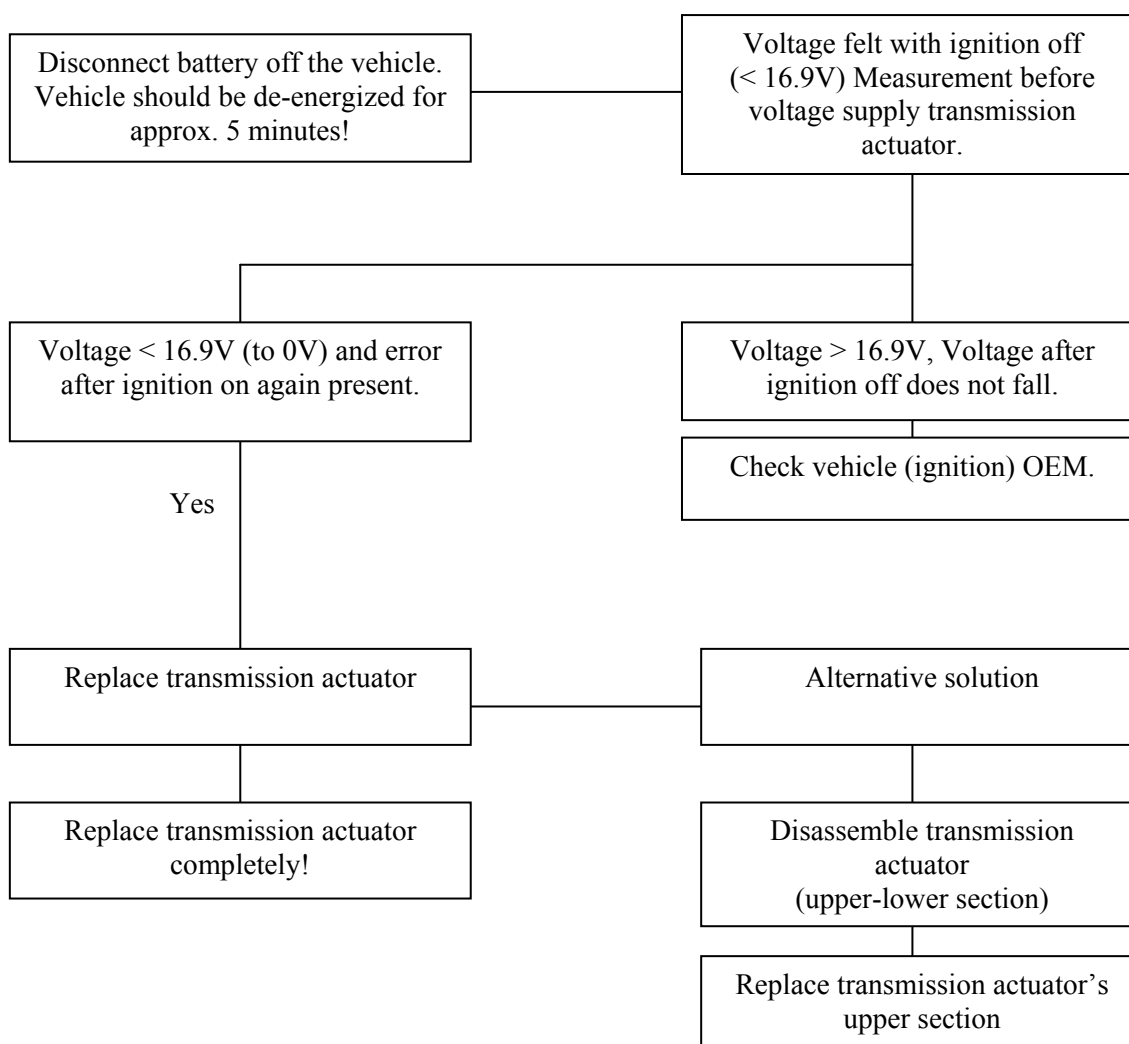 Disconnect battery off the vehicle.
Vehicle should be de-energized for
approx. 5 minutes!
Voltage felt with ignition off
(< 16.9V) Measurement before
voltage supply transmission
actuator.
Voltage < 16.9V (to 0V) and error
after ignition on again present.
Voltage > 16.9V, Voltage after
ignition off does not fall.
Check vehicle (ignition) OEM.
Yes
Replace transmission actuator
Alternative solution
Replace transmission actuator
completely!
Disassemble transmission
actuator
(upper-lower section)
Replace transmission actuator’s
upper section